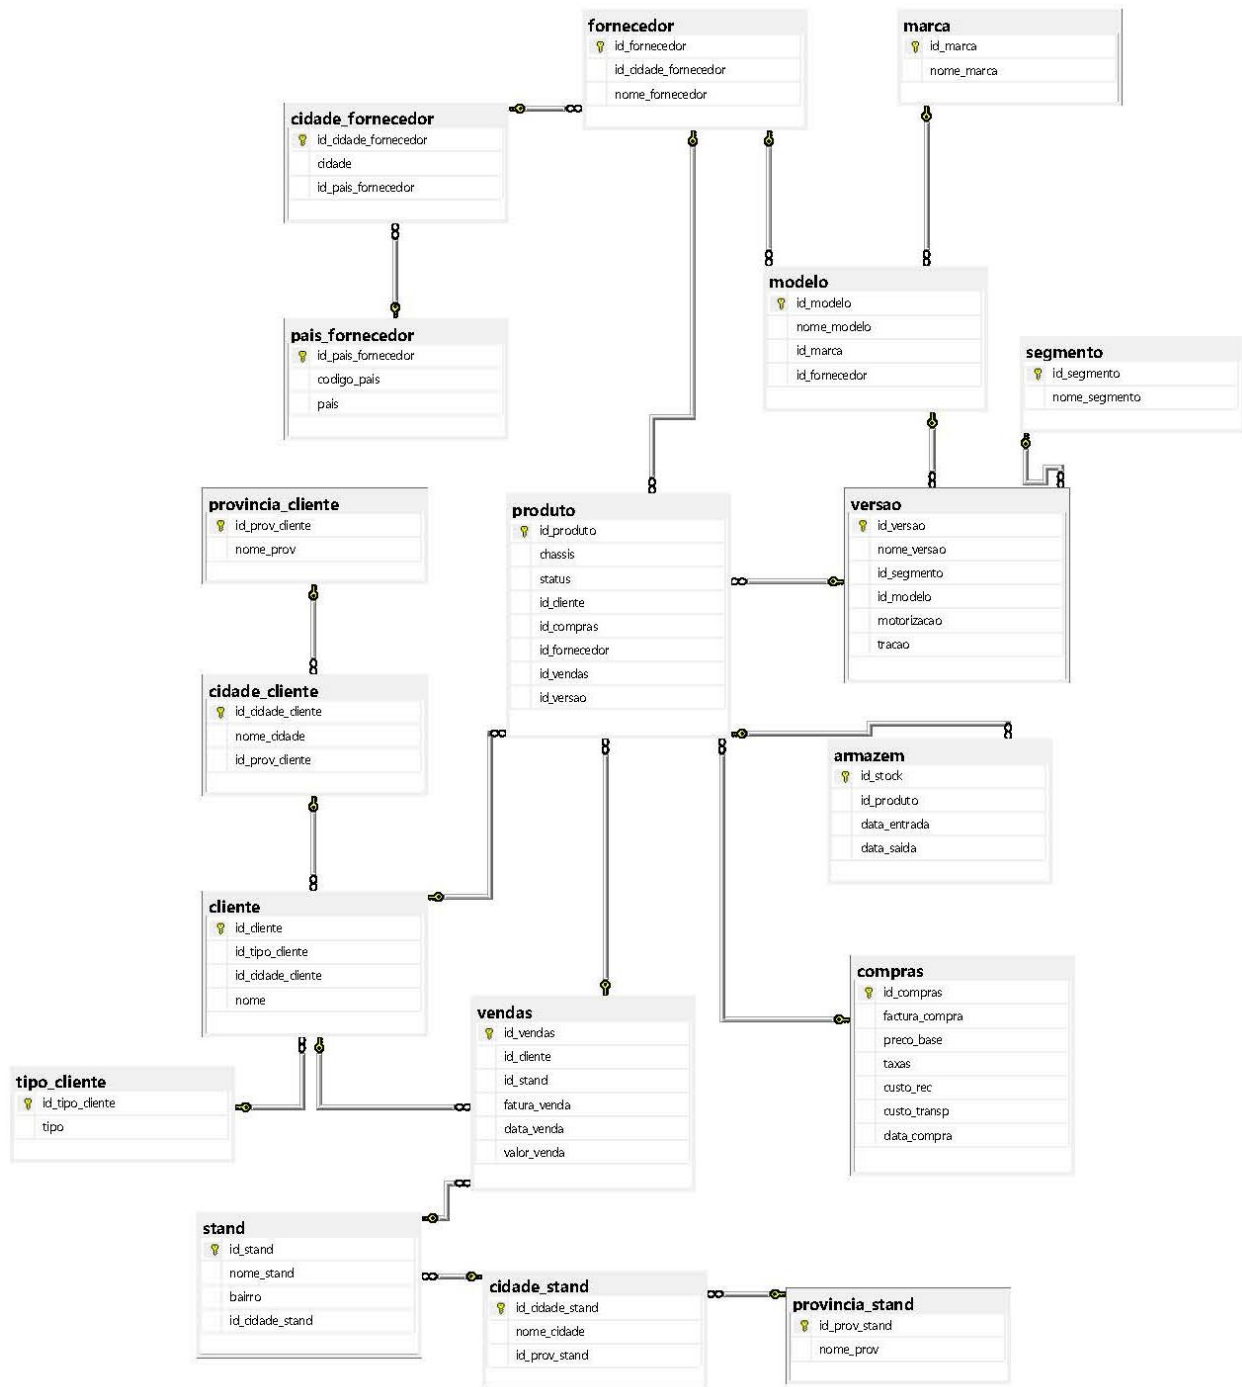 fornecedor
id_fornecedor
id_cidade_fornecedor
nome_fornecedor
marca
id_marca
nome_marca
cidade_fornecedor
id_cidade_fornecedor
cidade
id_pais_fornecedor
pais_fornecedor
id_pais_fornecedor
codigo_pais
pais
modelo
id_modelo
nome_modelo
id_marca
id_fornecedor
segmento
id_segmento
nome_segmento
provincia_cliente
id_prov_cliente
nome_prov
produto
id_produto
chassis
status
id_cliente
id_compras
id_fornecedor
id_vendas
id_versao
versao
id_versao
nome_versao
id_segmento
id_modelo
motorizacao
tracao
cidade_cliente
id_cidade_cliente
nome_cidade
id_prov_cliente
armazem
id_stock
id_produto
data_entrada
data_saida
cliente
id_cliente
id_tipo_cliente
id_cidade_cliente
nome
compras
id_compras
factura_compra
preco_base
taxas
custo_rec
custo_transp
data_compra
vendas
id_vendas
id_cliente
id_stand
fatura_venda
data_venda
valor_venda
tipo_cliente
id_tipo_cliente
tipo
stand
id_stand
nome_stand
bairro
id_cidade_stand
cidade_stand
id_cidade_stand
nome_cidade
id_prov_stand
provincia_stand
id_prov_stand
nome_prov